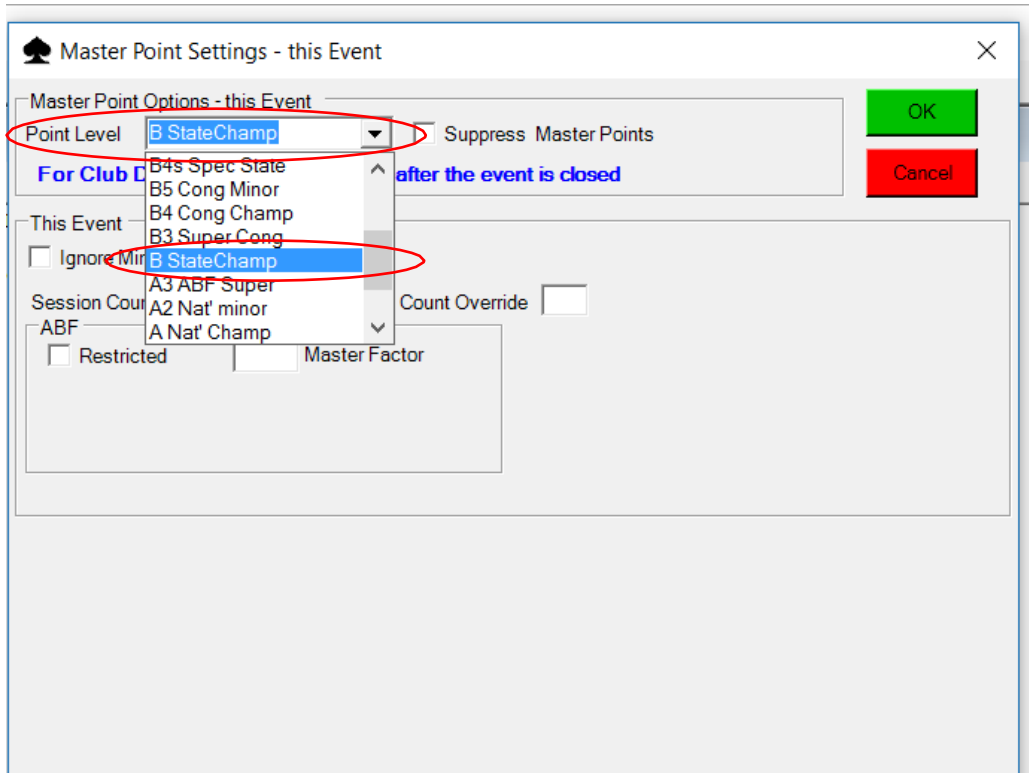 Master Point Settings - this Event
Master Point Options - this Event
Point Level B StateChamp Suppress Master Points
OK
For Club D after the event is closed
Cancel
B4s Spec State
B5 Cong Minor
B4 Cong Champ
B3 Super Cong
B StateChamp
A3 ABF Super
A2 Nat' minor
A Nat' Champ
This Event
Ignore Min
Session Coun Count Override
ABF
Restricted Master Factor